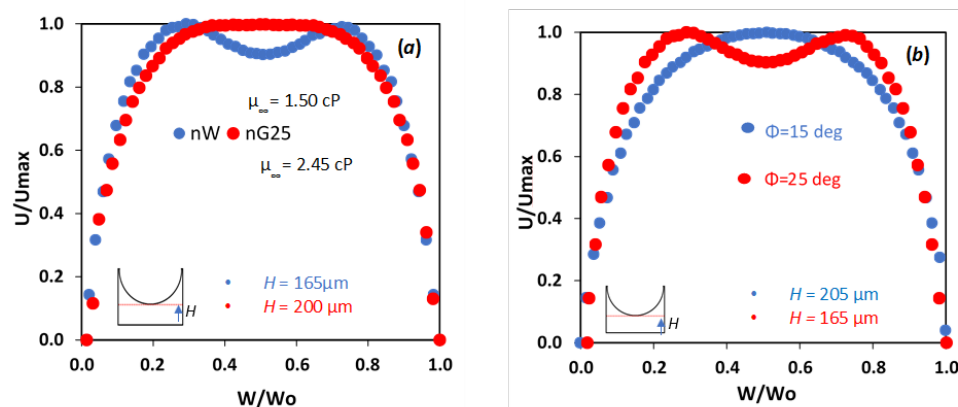 (a)
U/Umax
1.0
0.8
0.6
0.4
0.2
0.0
μ∞ = 1.50 cP
nW nG25
μ∞ = 2.45 cP
H = 165μm
H = 200 μm
H
0.0 0.2 0.4 0.6 0.8 1.0
W/Wo
(b)
U/Umax
1.0
0.8
0.6
0.4
0.2
0.0
Φ=15 deg
Φ=25 deg
H = 205 μm
H = 165 μm
H
0.0 0.2 0.4 0.6 0.8 1.0
W/Wo